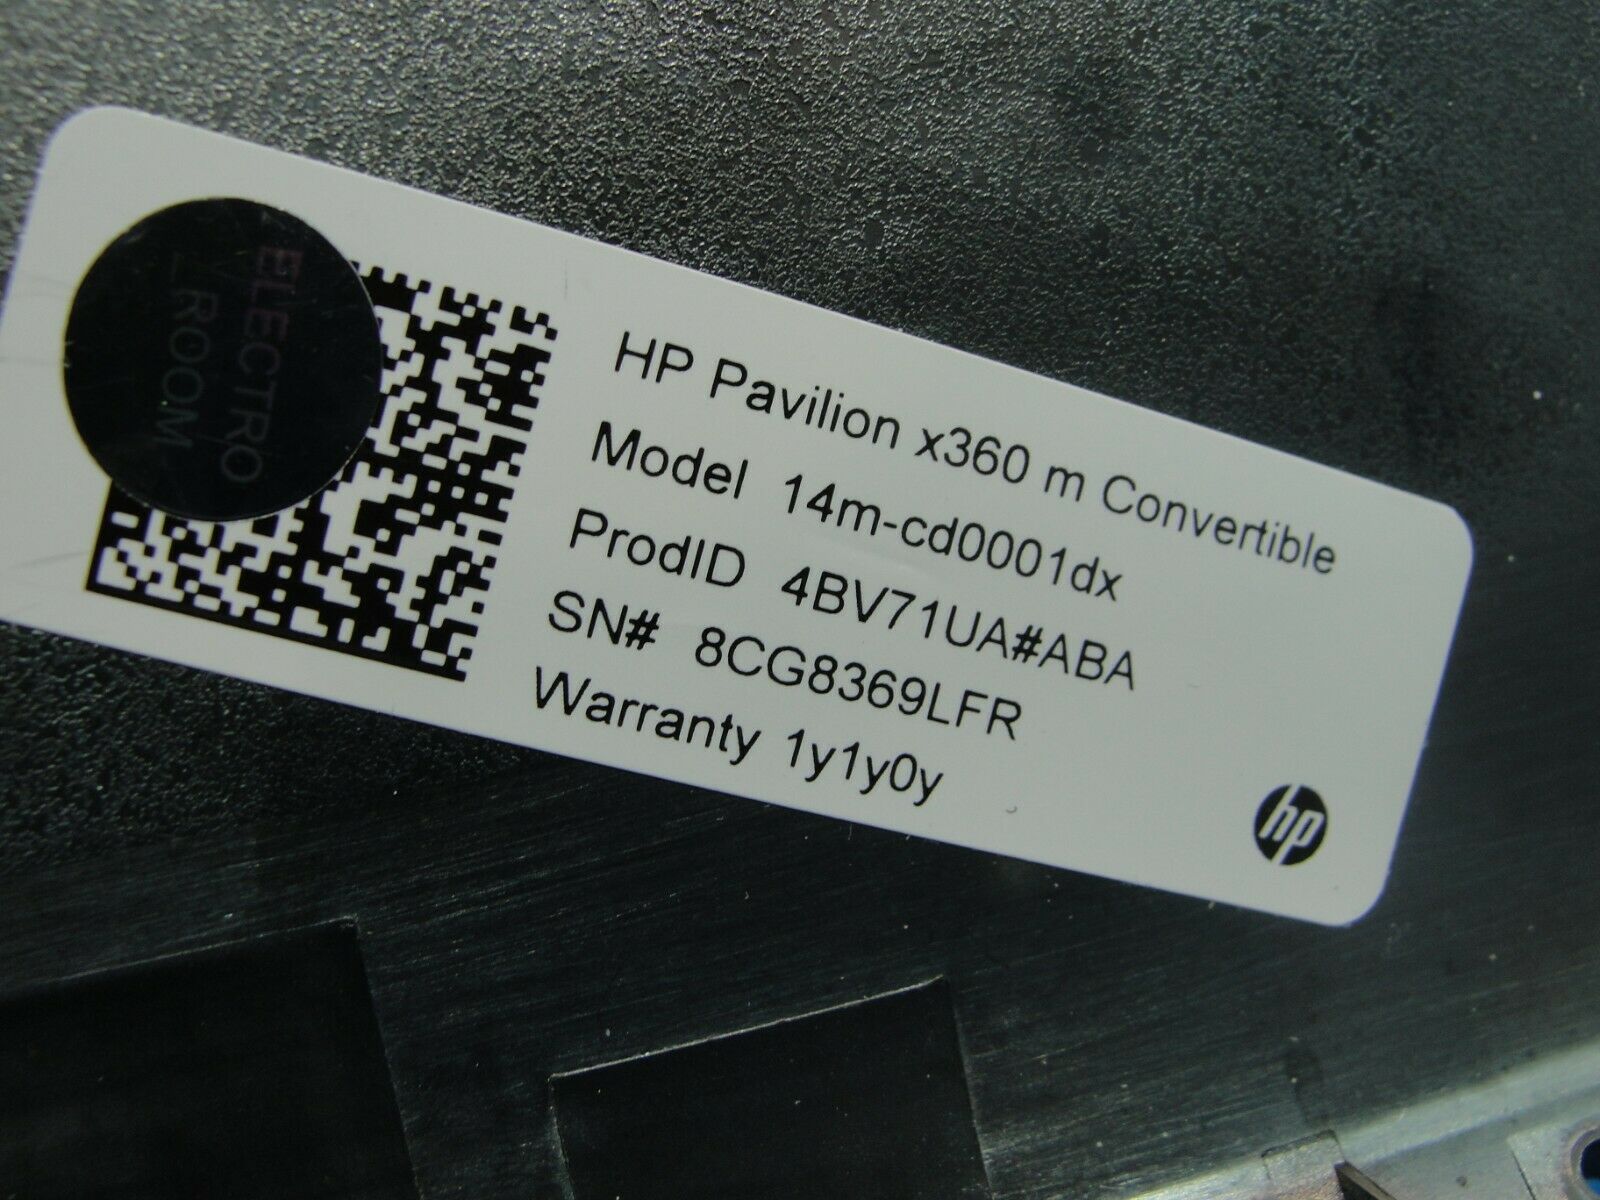 ELECTRO
ROOM
HP Pavilion x360 m Convertible
Model 14m-cd0001dx
ProdID 4BV71UA#ABA
SN# 8CG8369LFR
Warranty 1y1y0y
hp